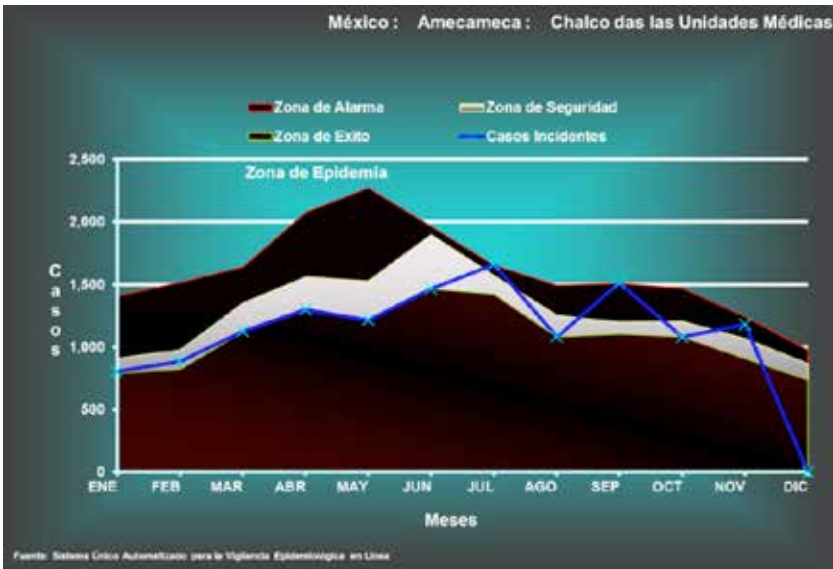 México : Amecameca : Chalco das las Unidades Médicas
Zona de Alarma Zona de Seguridad
Zona de Exito Casos Incidentes
Zona de Epidemia
2,500
2,000
1,500
1,000
500
0
Casos
ENE FEB MAR ABR MAY JUN JUL AGO SEP OCT NOV DIC
Meses
Fuente: Sistema Único Automatizado para la Vigilancia Epidemiológica en Línea